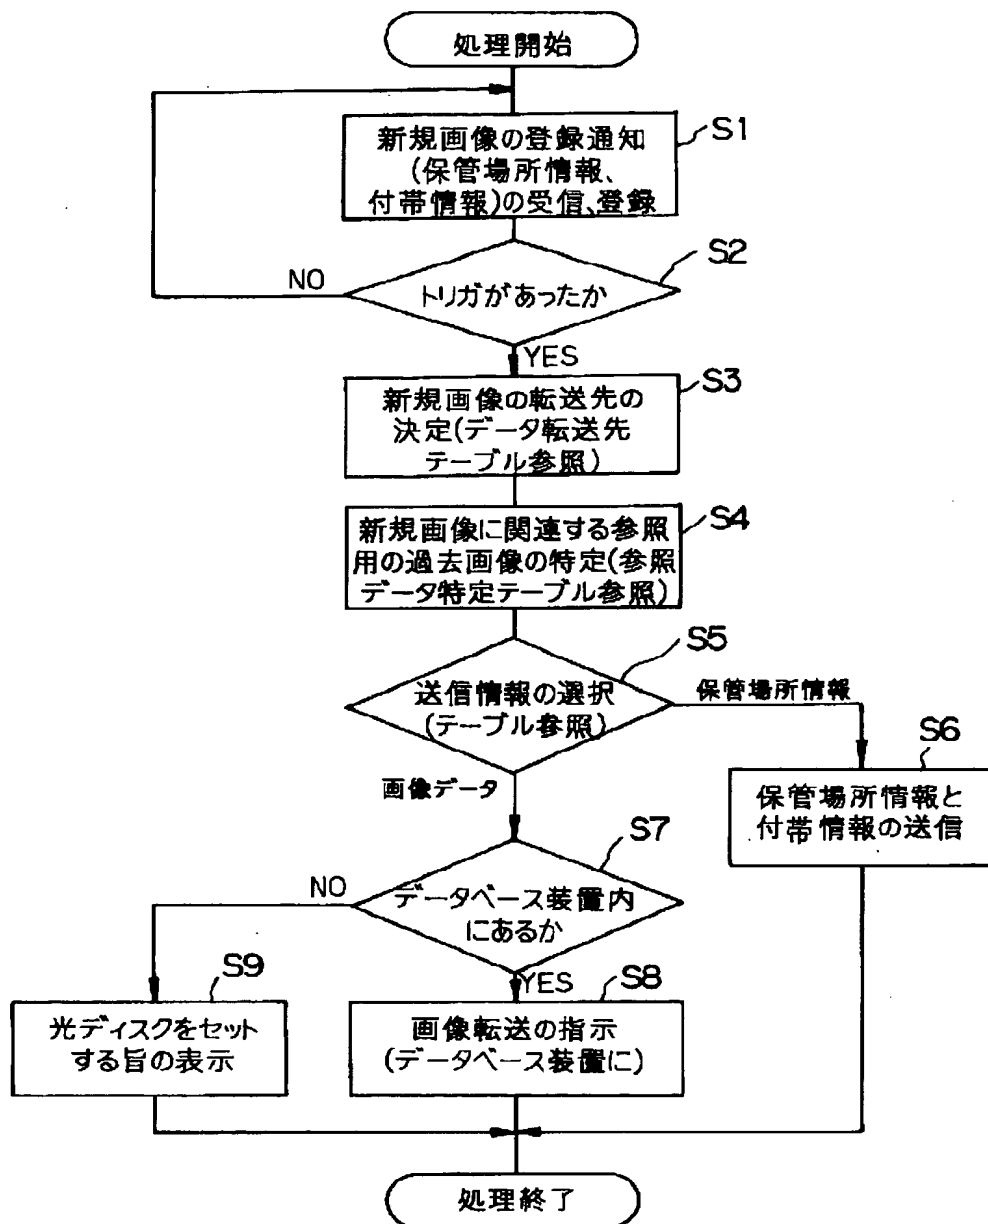 処理開始
S1
新規画像の登録通知
(保管場所情報、
付帯情報)の受信、登録
S2
NO
トリガがあったか
YES
S3
新規画像の転送先の
決定(データ転送先
テーブル参照)
S4
新規画像に関連する参照
用の過去画像の特定(参照
データ特定テーブル参照)
S5
送信情報の選択
(テーブル参照)
保管場所情報
S6
保管場所情報と
付帯情報の送信
画像データ
S7
NO
データベース装置内
にあるか
YES
S9
光ディスクをセット
する旨の表示
S8
画像転送の指示
(データベース装置に)
処理終了